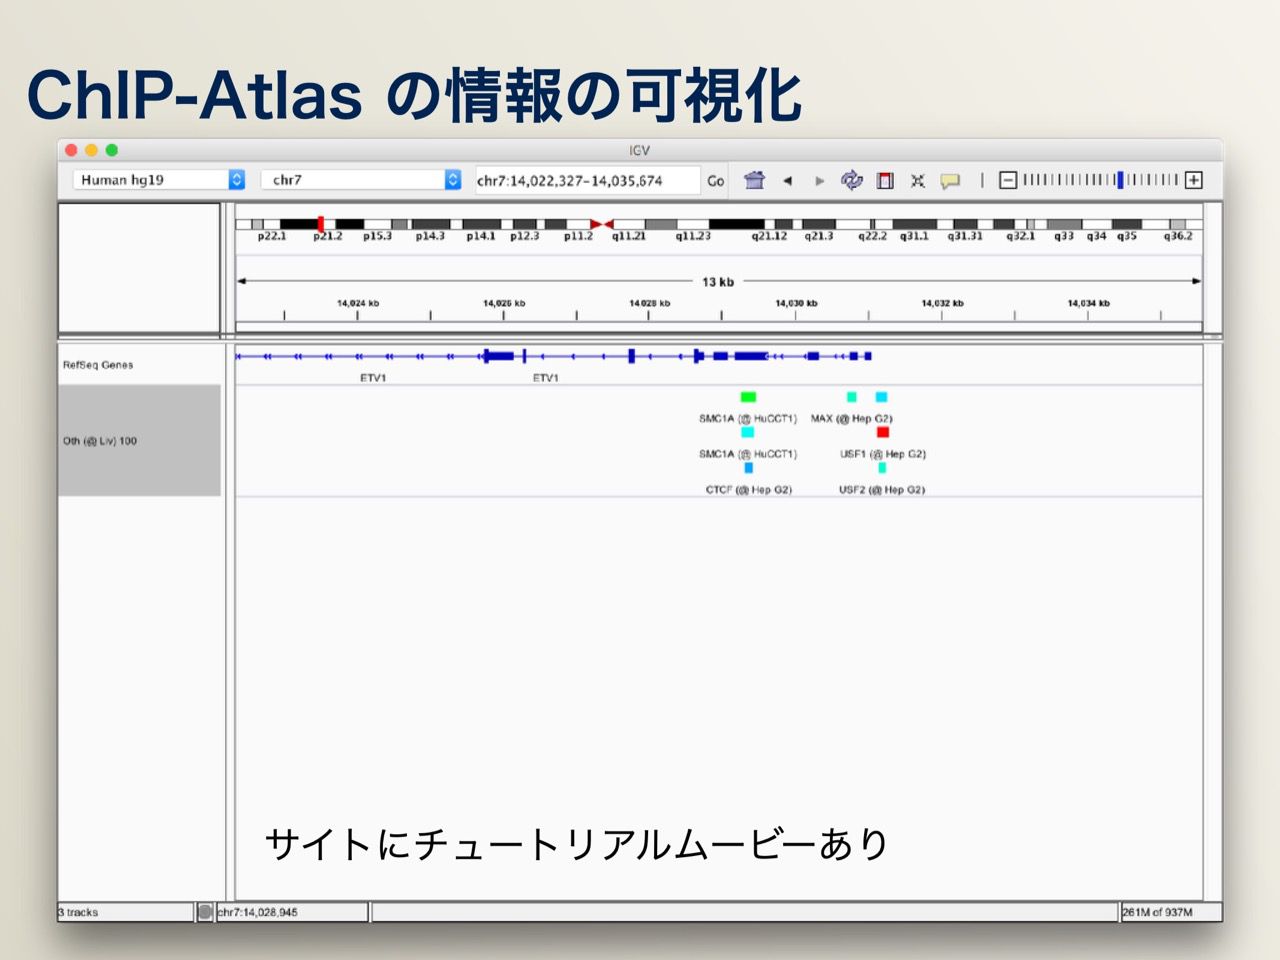 ChIP-Atlas の情報の可視化
IGV
Human hg19 chr7 chr7:14,022,327-14,035,674 Go
p22.1 p21.2 p15.3 p14.3 p14.1 p12.3 p11.2 q11.21 q11.23 q21.12 q21.3 q22.2 q31.1 q31.31 q32.1 q33 q34 q35 q36.2
13 kb
14,024 kb 14,026 kb 14,028 kb 14,030 kb 14,032 kb 14,034 kb
RefSeq Genes
ETV1 ETV1
SMC1A (@ HuCCT1) MAX (@ Hep G2)
Oth (@ Liv) 100
SMC1A (@ HuCCT1) USF1 (@ Hep G2)
CTCF (@ Hep G2) USF2 (@ Hep G2)
サイトにチュートリアルムービーあり
3 tracks chr7:14,028,945 261M of 937M